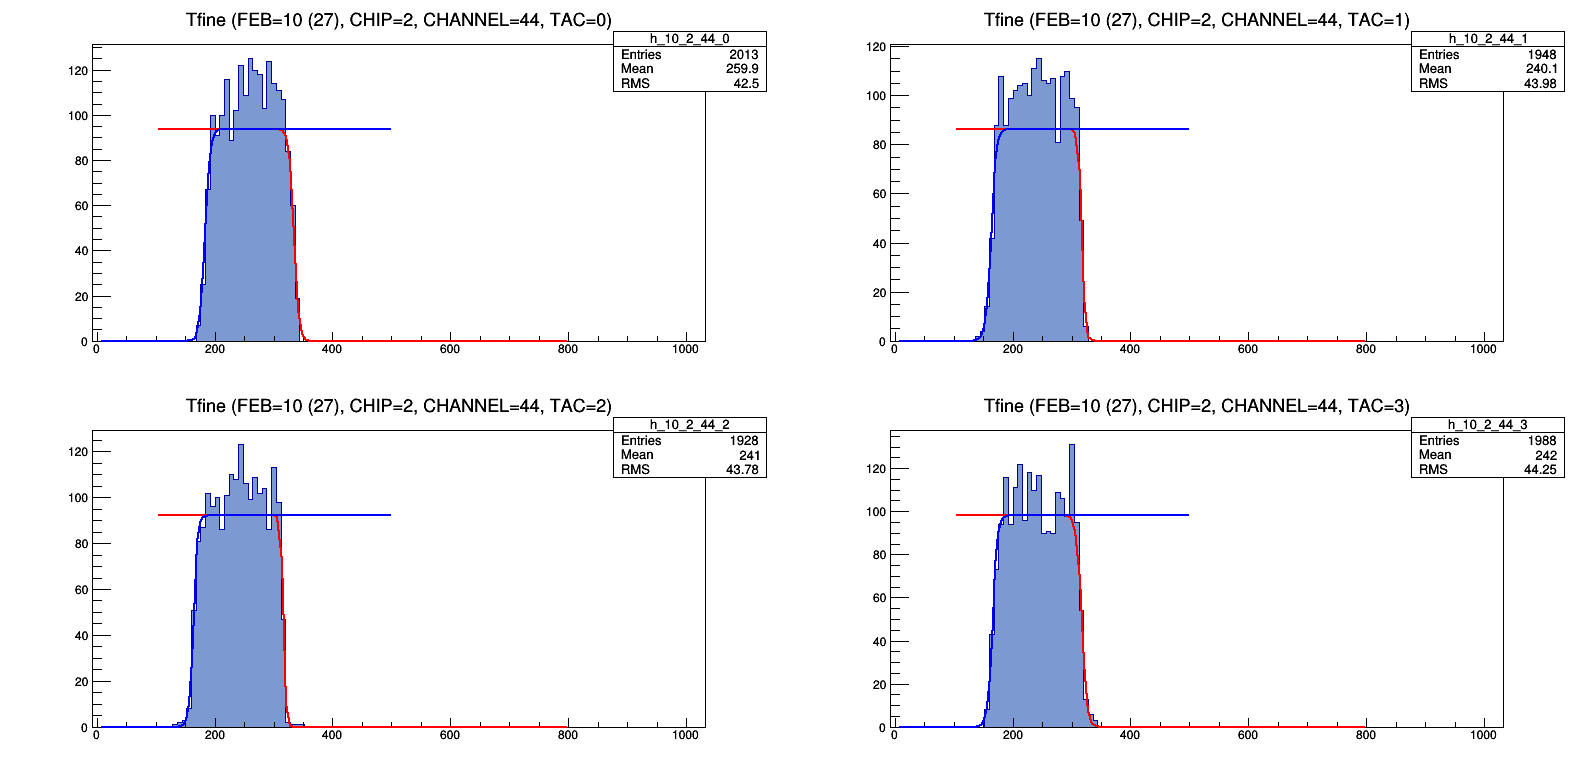 Tfine (FEB=10 (27), CHIP=2, CHANNEL=44, TAC=0)
h_10_2_44_0
Entries 2013
Mean 259.9
RMS 42.5
120
100
80
60
40
20
0
0 200 400 600 800 1000
Tfine (FEB=10 (27), CHIP=2, CHANNEL=44, TAC=1)
h_10_2_44_1
Entries 1948
Mean 240.1
RMS 43.98
120
100
80
60
40
20
0
0 200 400 600 800 1000
Tfine (FEB=10 (27), CHIP=2, CHANNEL=44, TAC=2)
h_10_2_44_2
Entries 1928
Mean 241
RMS 43.78
120
100
80
60
40
20
0
0 200 400 600 800 1000
Tfine (FEB=10 (27), CHIP=2, CHANNEL=44, TAC=3)
h_10_2_44_3
Entries 1988
Mean 242
RMS 44.25
120
100
80
60
40
20
0
0 200 400 600 800 1000